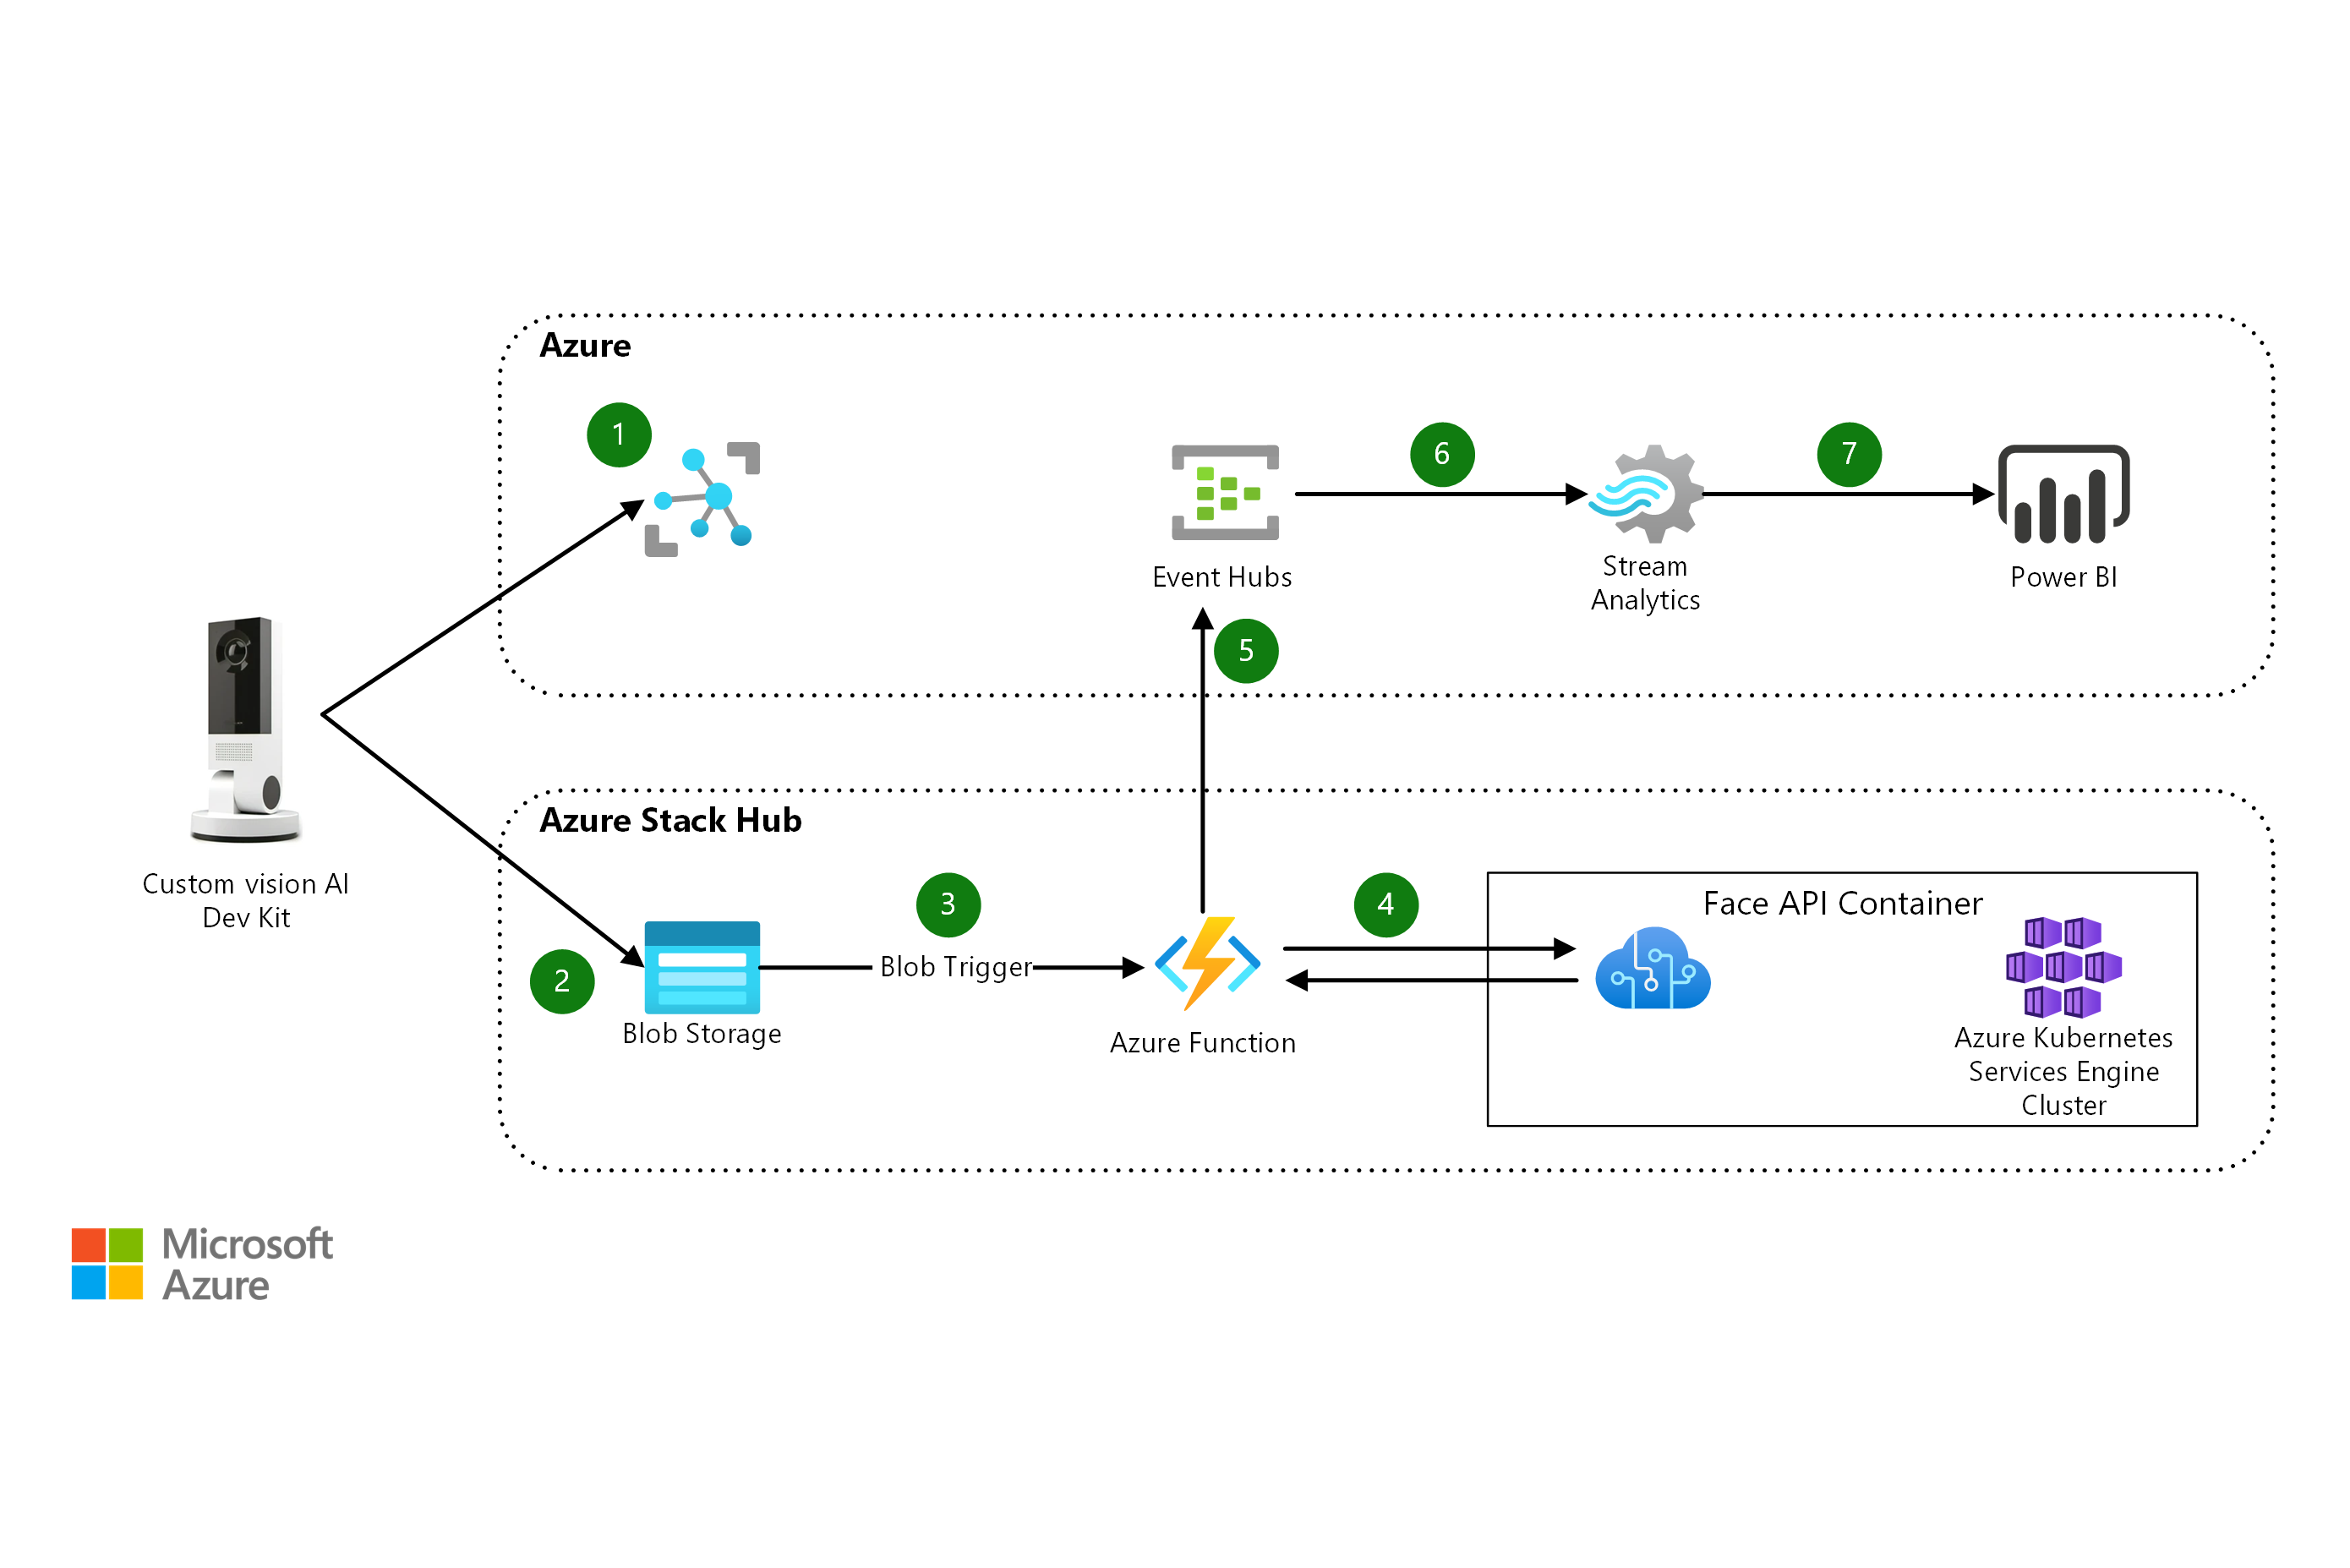 Azure
1
6
7
Event Hubs
Stream
Analytics
Power BI
5
Azure Stack Hub
Custom vision AI
Dev Kit
2
Blob Storage
3
Blob Trigger
Azure Function
4
Face API Container
Azure Kubernetes
Services Engine
Cluster
Microsoft
Azure